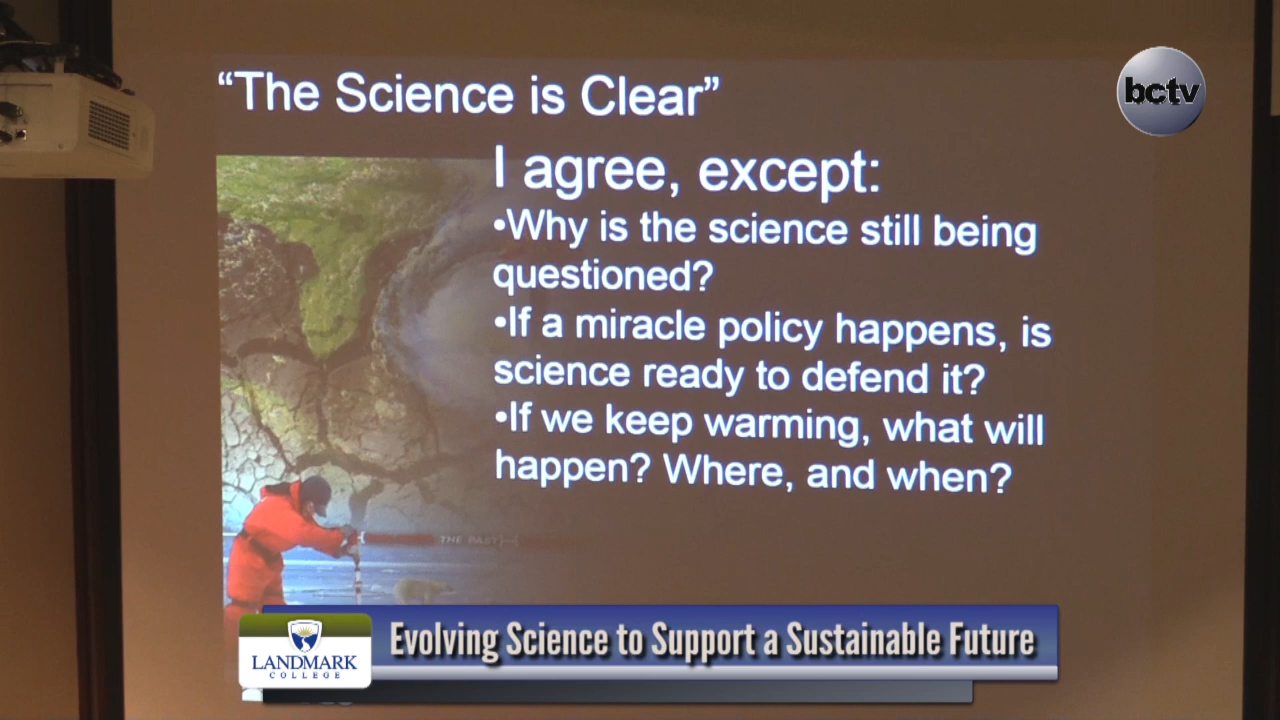 “The Science is Clear”
bctv
I agree, except:
•Why is the science still being
questioned?
•If a miracle policy happens, is
science ready to defend it?
•If we keep warming, what will
happen? Where, and when?
THE PAST
LANDMARK
COLLEGE
Evolving Science to Support a Sustainable Future